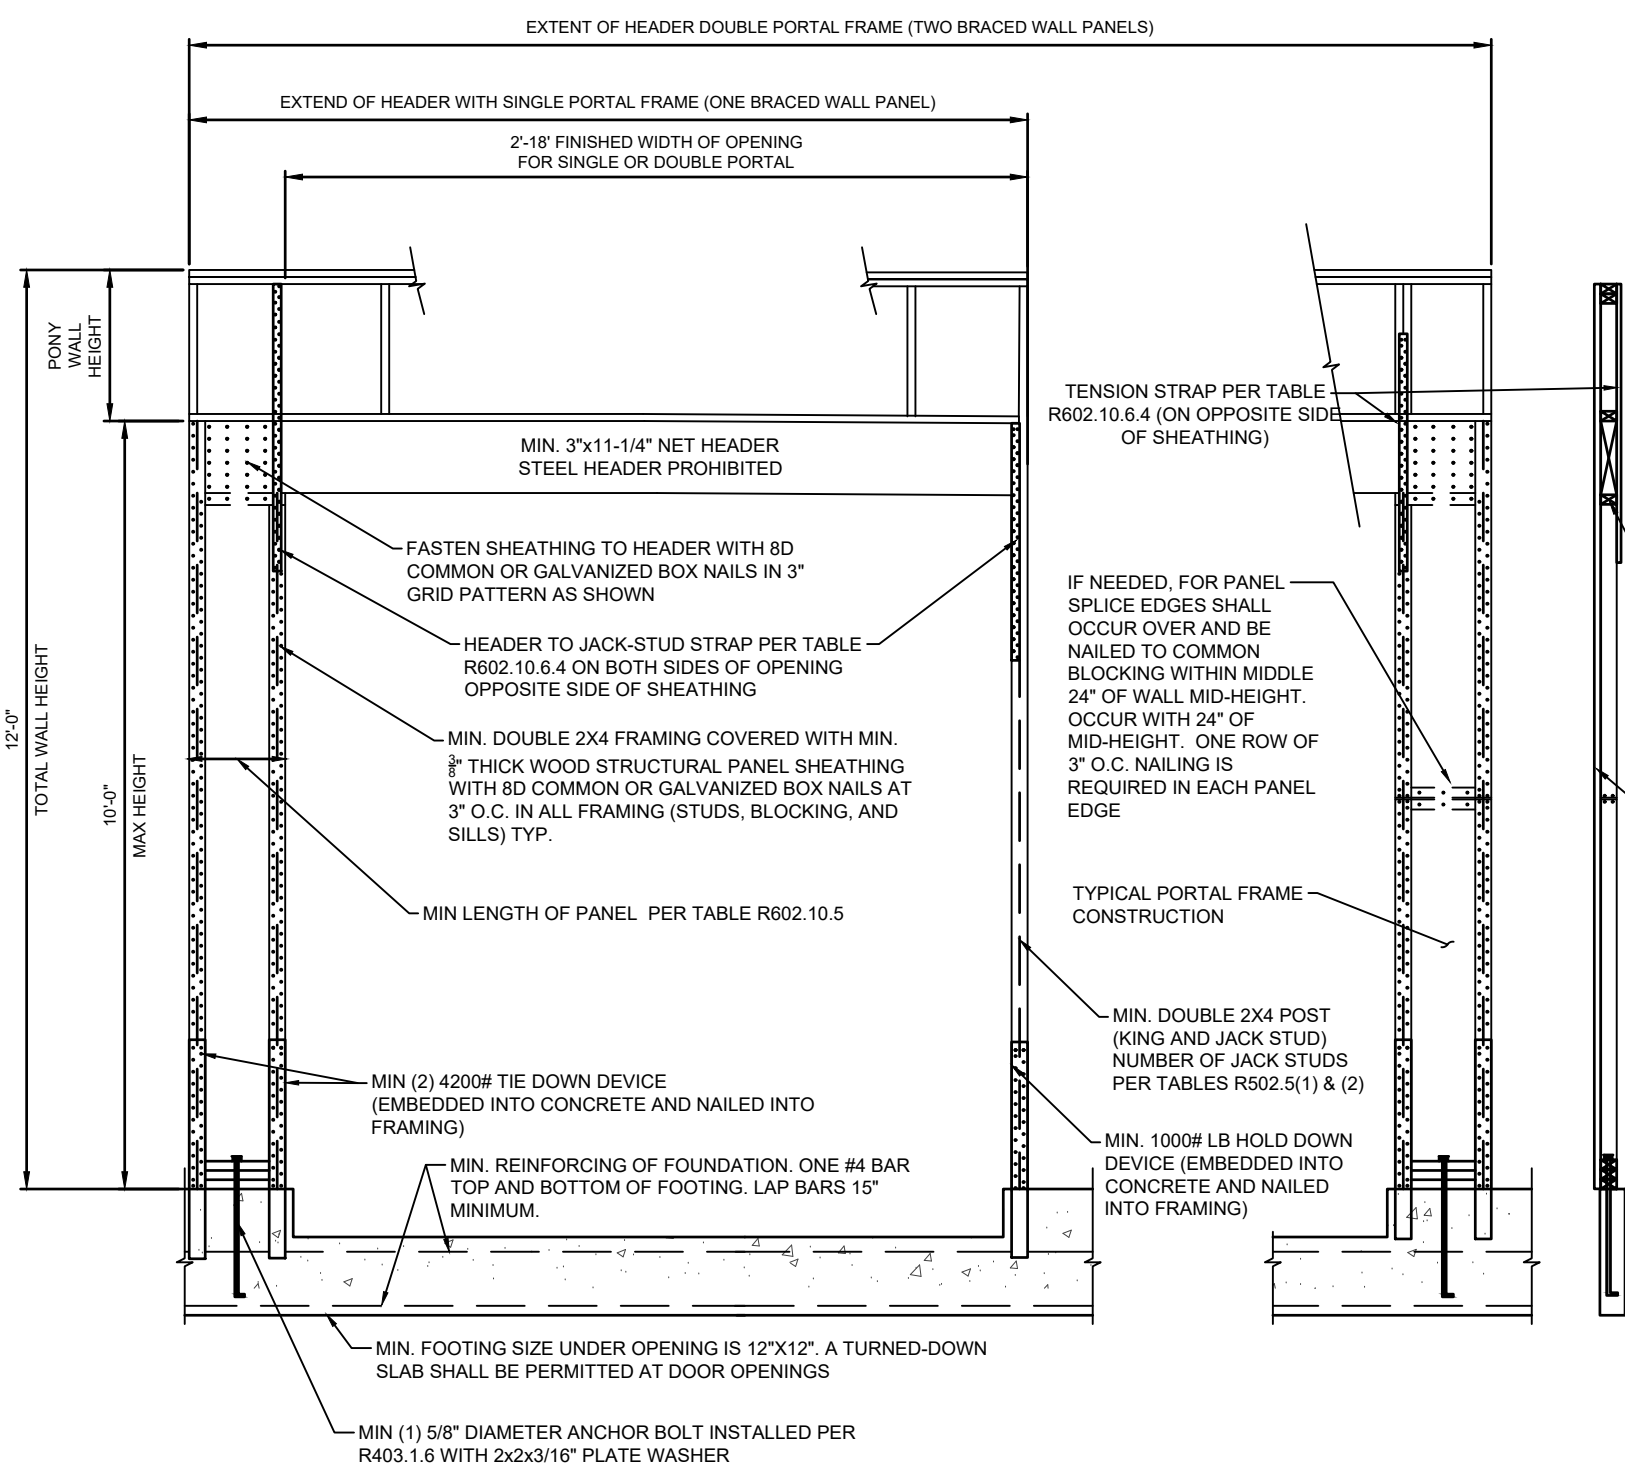 EXTENT OF HEADER DOUBLE PORTAL FRAME (TWO BRACED WALL PANELS)
EXTEND OF HEADER WITH SINGLE PORTAL FRAME (ONE BRACED WALL PANEL)
2'-18' FINISHED WIDTH OF OPENING
FOR SINGLE OR DOUBLE PORTAL
PONY
WALL
HEIGHT
12'-0"
TOTAL WALL HEIGHT
10'-0"
MAX HEIGHT
MIN. 3"x11-1/4" NET HEADER
STEEL HEADER PROHIBITED
TENSION STRAP PER TABLE
R602.10.6.4 (ON OPPOSITE SIDE
OF SHEATHING)
FASTEN SHEATHING TO HEADER WITH 8D
COMMON OR GALVANIZED BOX NAILS IN 3"
GRID PATTERN AS SHOWN
HEADER TO JACK-STUD STRAP PER TABLE
R602.10.6.4 ON BOTH SIDES OF OPENING
OPPOSITE SIDE OF SHEATHING
IF NEEDED, FOR PANEL
SPLICE EDGES SHALL
OCCUR OVER AND BE
NAILED TO COMMON
BLOCKING WITHIN MIDDLE
24" OF WALL MID-HEIGHT.
OCCUR WITH 24" OF
MID-HEIGHT. ONE ROW OF
3" O.C. NAILING IS
REQUIRED IN EACH PANEL
EDGE
MIN. DOUBLE 2X4 FRAMING COVERED WITH MIN.
3/8" THICK WOOD STRUCTURAL PANEL SHEATHING
WITH 8D COMMON OR GALVANIZED BOX NAILS AT
3" O.C. IN ALL FRAMING (STUDS, BLOCKING, AND
SILLS) TYP.
MIN LENGTH OF PANEL PER TABLE R602.10.5
TYPICAL PORTAL FRAME
CONSTRUCTION
MIN. DOUBLE 2X4 POST
(KING AND JACK STUD)
NUMBER OF JACK STUDS
PER TABLES R502.5(1) & (2)
MIN (2) 4200# TIE DOWN DEVICE
(EMBEDDED INTO CONCRETE AND NAILED INTO
FRAMING)
MIN. 1000# LB HOLD DOWN
DEVICE (EMBEDDED INTO
CONCRETE AND NAILED
INTO FRAMING)
MIN. REINFORCING OF FOUNDATION. ONE #4 BAR
TOP AND BOTTOM OF FOOTING. LAP BARS 15"
MINIMUM.
MIN. FOOTING SIZE UNDER OPENING IS 12"X12". A TURNED-DOWN
SLAB SHALL BE PERMITTED AT DOOR OPENINGS
MIN (1) 5/8" DIAMETER ANCHOR BOLT INSTALLED PER
R403.1.6 WITH 2x2x3/16" PLATE WASHER